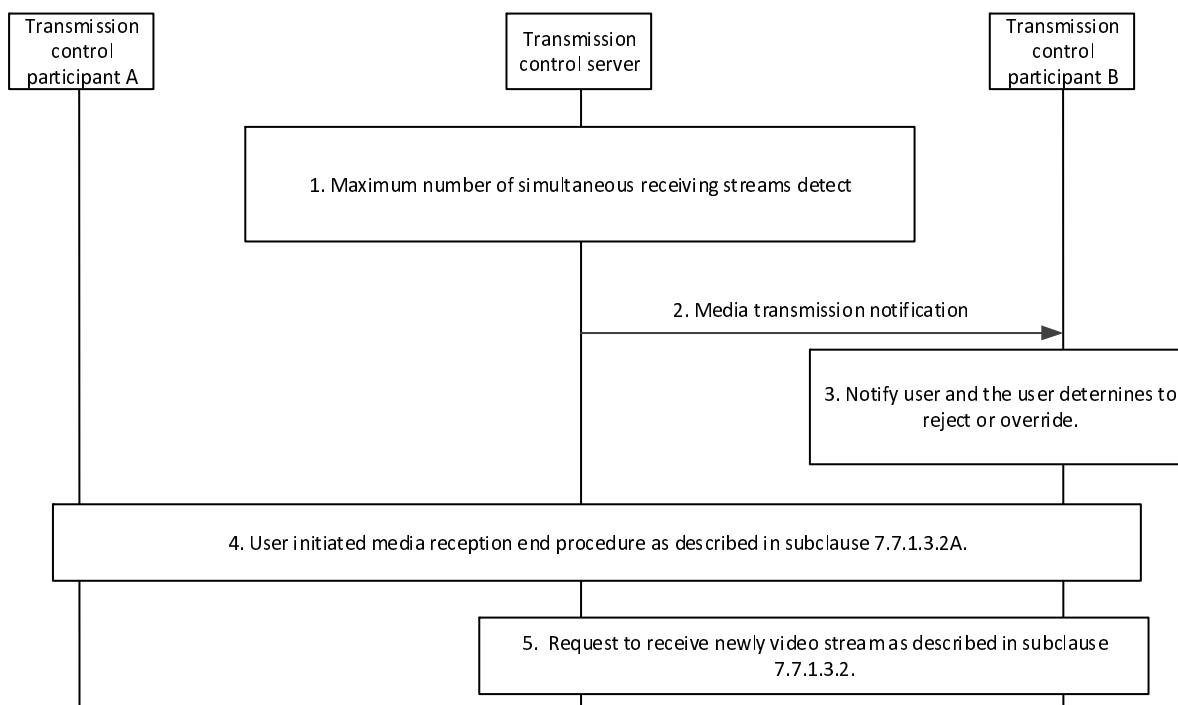 Transmission
control
participant A
Transmission
control server
Transmission
control
participant B
1. Maximum number of simultaneous receiving streams detect
2. Media transmission notification
3. Notify user and the user deternines to
reject or override.
4. User initiated media reception end procedure as described in subclause 7.7.1.3.2A.
5. Request to receive newly video stream as described in subclause
7.7.1.3.2.